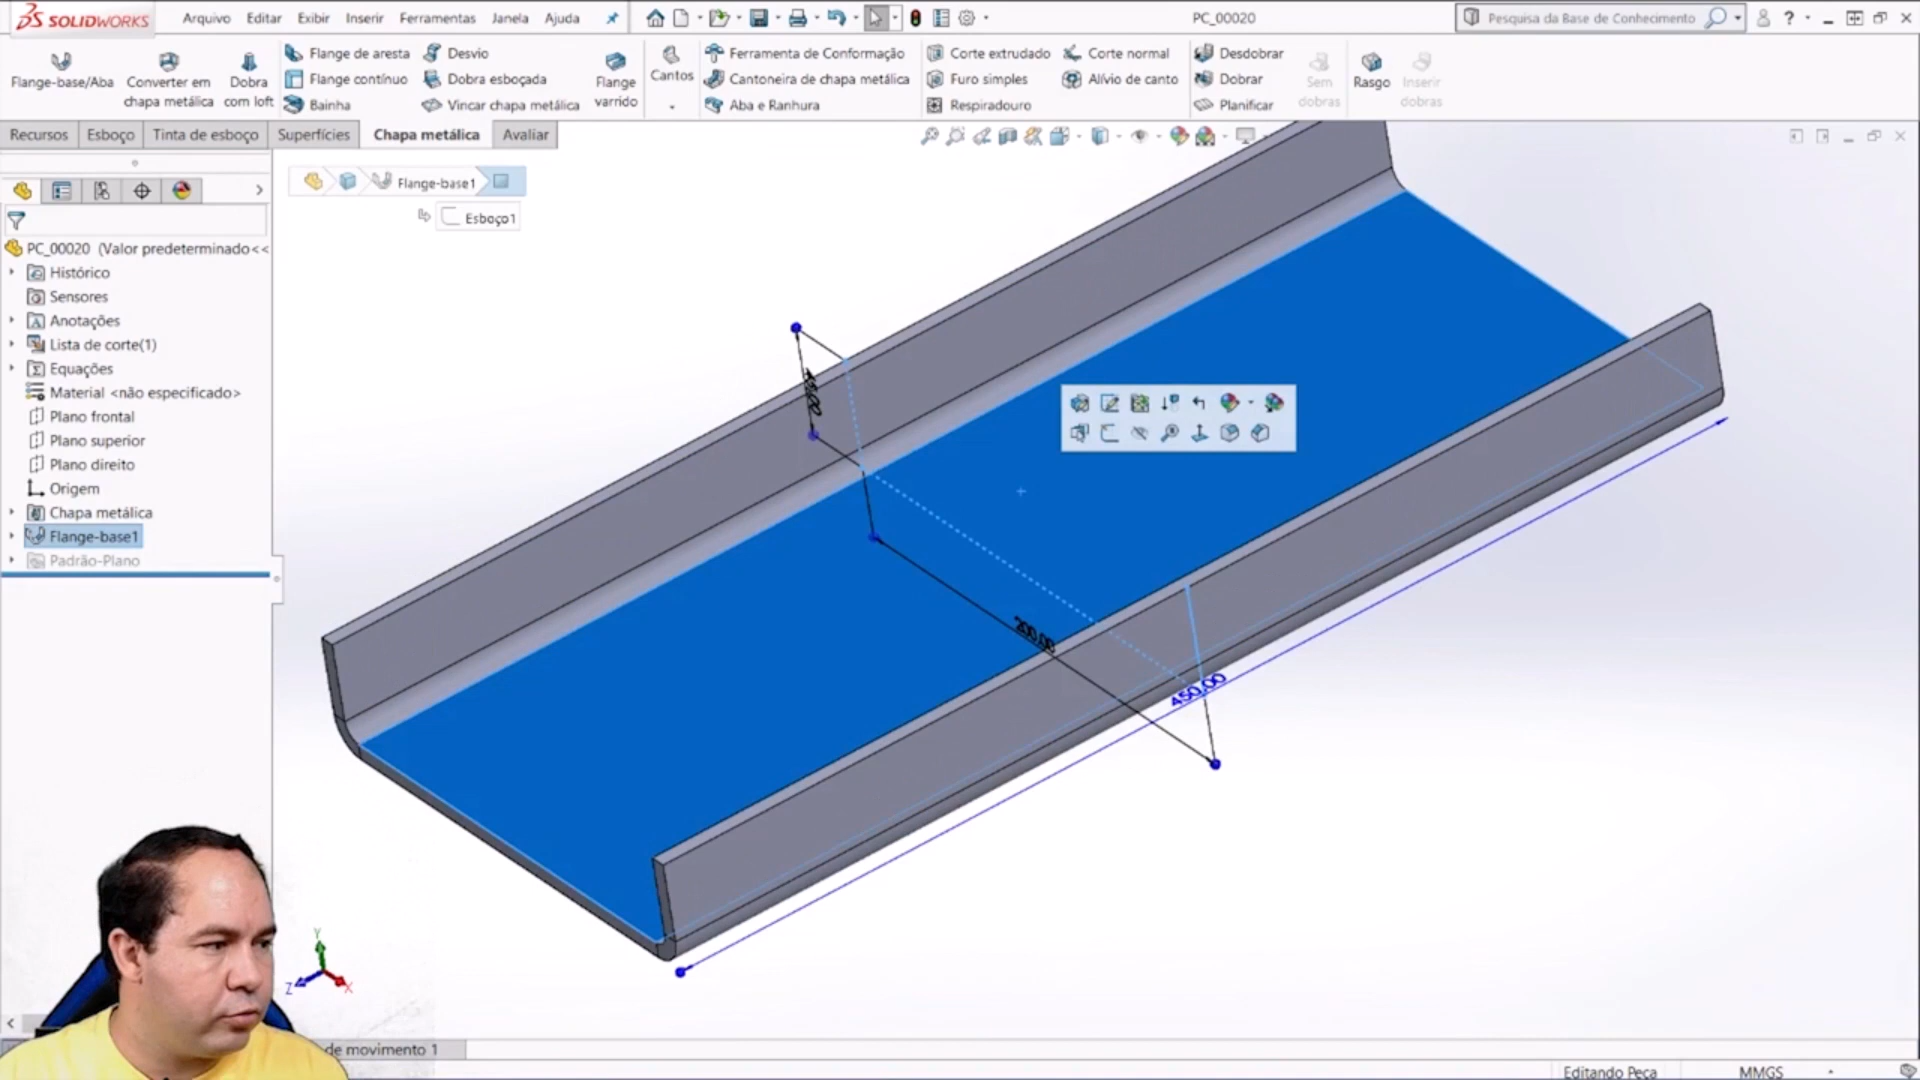 SOLIDWORKS Arquivo Editar Exibir Inserir Ferramentas Janela Ajuda PC_00020 Pesquisa da Base de Conhecimento ?
Flange-base/Aba
Converter em
chapa metálica
Dobra
com loft
Flange de aresta
Flange contínuo
Bainha
Desvio
Dobra esboçada
Vincar chapa metálica
Flange
varrido
Cantos
Ferramenta de Conformação
Cantoneira de chapa metálica
Aba e Ranhura
Corte extrudado
Furo simples
Respiradouro
Corte normal
Alívio de canto
Desdobrar
Dobrar
Planificar
Sem
dobras
Rasgo
Inserir
dobras
Recursos Esboço Tinta de esboço Superfícies Chapa metálica Avaliar
Flange-base1
Esboço1
PC_00020 (Valor predeterminado<<
Histórico
Sensores
Anotações
Lista de corte(1)
Equações
Material <não especificado>
Plano frontal
Plano superior
Plano direito
Origem
Chapa metálica
Flange-base1
Padrão-Plano
200.00
450,00
Y
Z
X
de movimento 1
Editando Peça MMGS